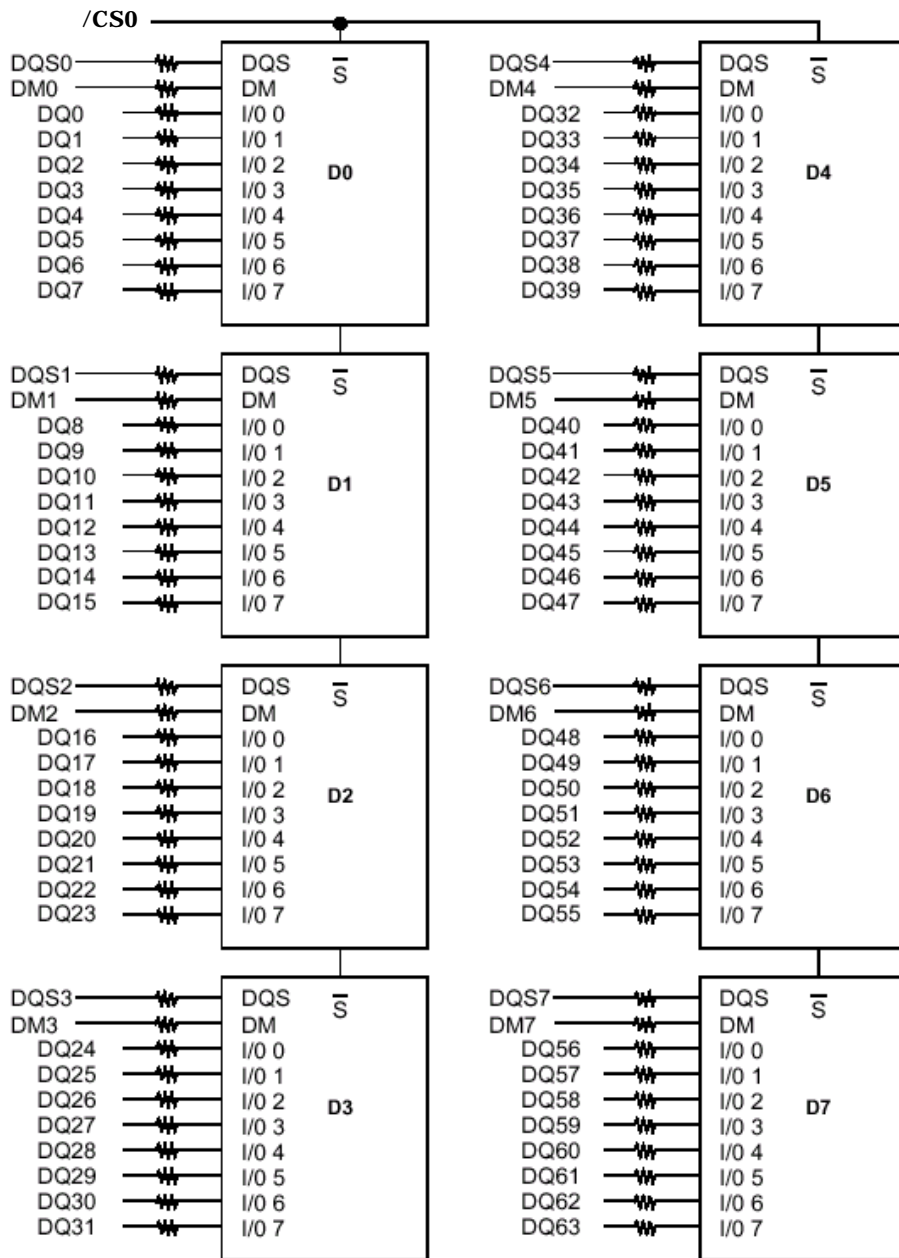 /CS0
DQS0 DQS S
DM0 DM
DQ0 I/0 0
DQ1 I/0 1
DQ2 I/0 2
D0
DQ3 I/0 3
DQ4 I/0 4
DQ5 I/0 5
DQ6 I/0 6
DQ7 I/0 7
DQS1 DQS S
DM1 DM
DQ8 I/0 0
DQ9 I/0 1
DQ10 I/0 2
D1
DQ11 I/0 3
DQ12 I/0 4
DQ13 I/0 5
DQ14 I/0 6
DQ15 I/0 7
DQS2 DQS S
DM2 DM
DQ16 I/0 0
DQ17 I/0 1
DQ18 I/0 2
D2
DQ19 I/0 3
DQ20 I/0 4
DQ21 I/0 5
DQ22 I/0 6
DQ23 I/0 7
DQS3 DQS S
DM3 DM
DQ24 I/0 0
DQ25 I/0 1
DQ26 I/0 2
D3
DQ27 I/0 3
DQ28 I/0 4
DQ29 I/0 5
DQ30 I/0 6
DQ31 I/0 7
DQS4 DQS S
DM4 DM
DQ32 I/0 0
DQ33 I/0 1
DQ34 I/0 2
D4
DQ35 I/0 3
DQ36 I/0 4
DQ37 I/0 5
DQ38 I/0 6
DQ39 I/0 7
DQS5 DQS S
DM5 DM
DQ40 I/0 0
DQ41 I/0 1
DQ42 I/0 2
D5
DQ43 I/0 3
DQ44 I/0 4
DQ45 I/0 5
DQ46 I/0 6
DQ47 I/0 7
DQS6 DQS S
DM6 DM
DQ48 I/0 0
DQ49 I/0 1
DQ50 I/0 2
D6
DQ51 I/0 3
DQ52 I/0 4
DQ53 I/0 5
DQ54 I/0 6
DQ55 I/0 7
DQS7 DQS S
DM7 DM
DQ56 I/0 0
DQ57 I/0 1
DQ58 I/0 2
D7
DQ59 I/0 3
DQ60 I/0 4
DQ61 I/0 5
DQ62 I/0 6
DQ63 I/0 7